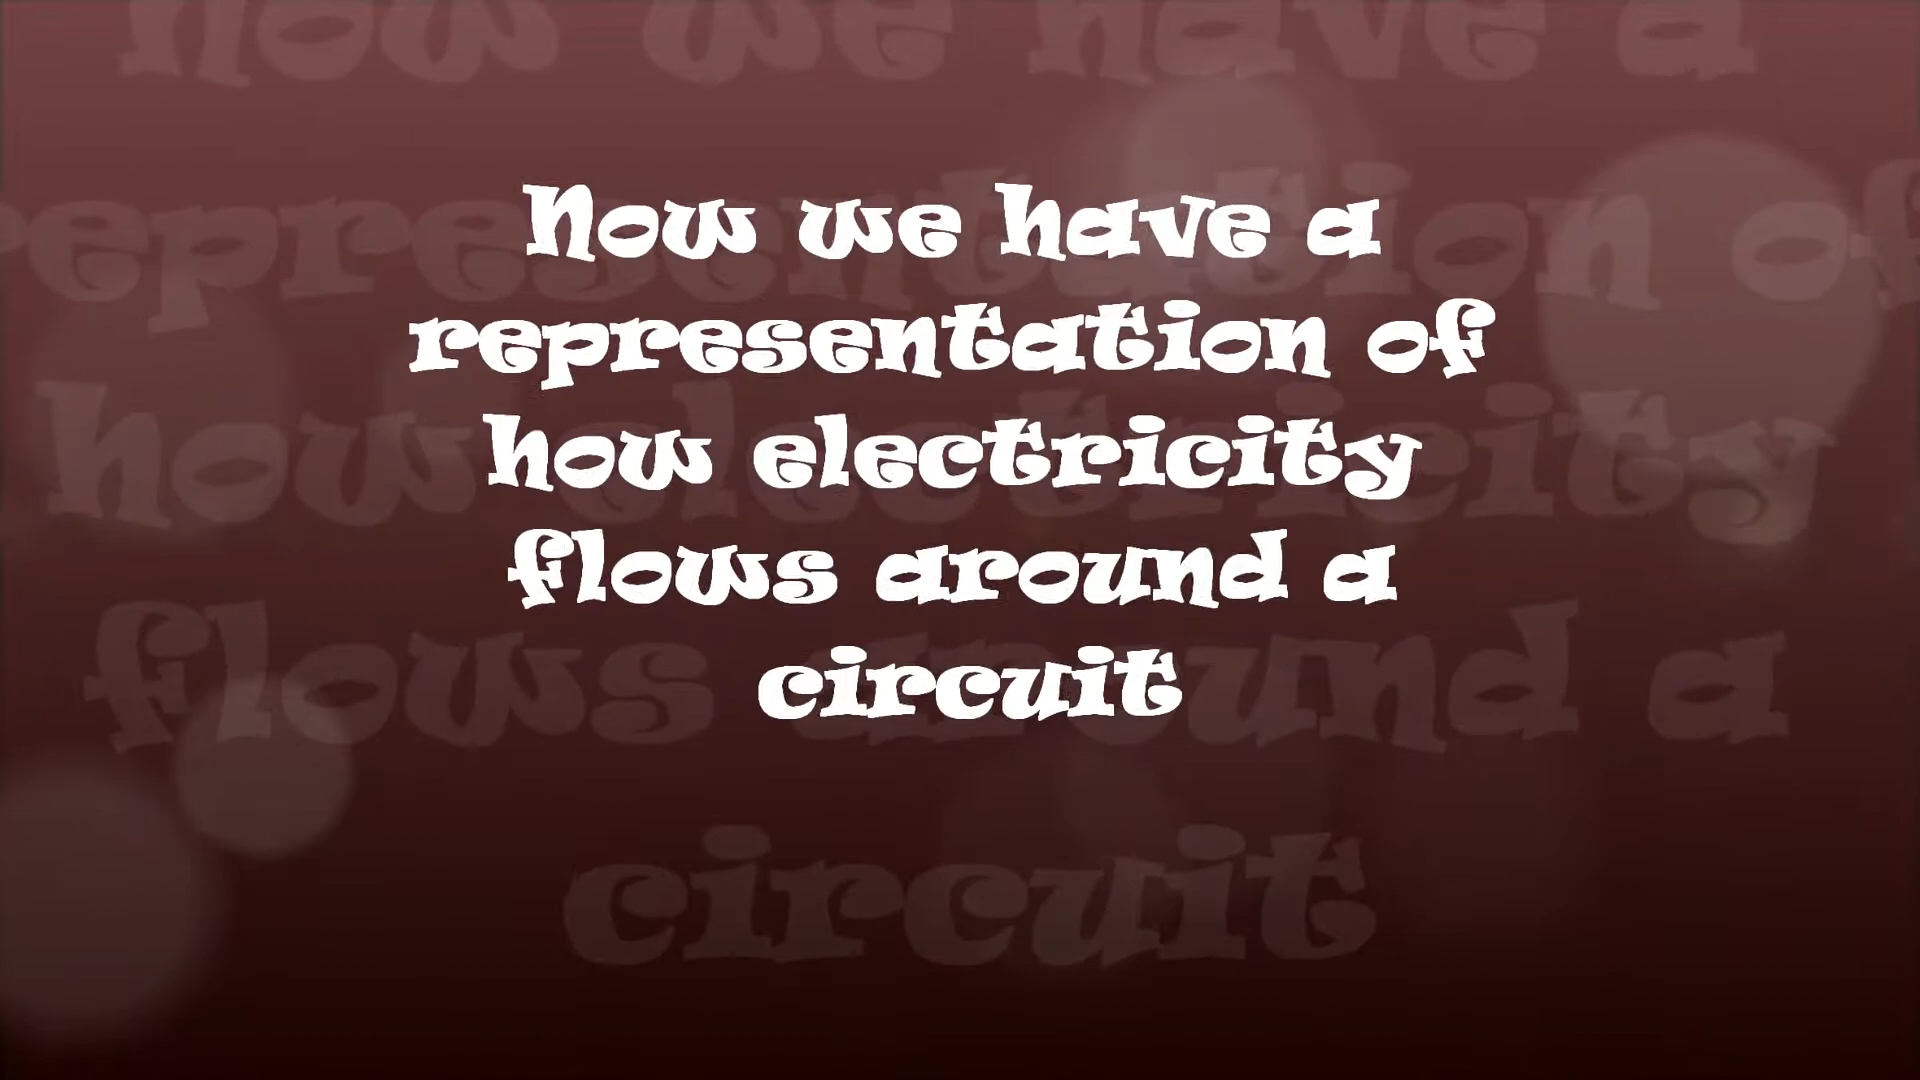 Now we have a
representation of
how electricity
flows around a
circuit